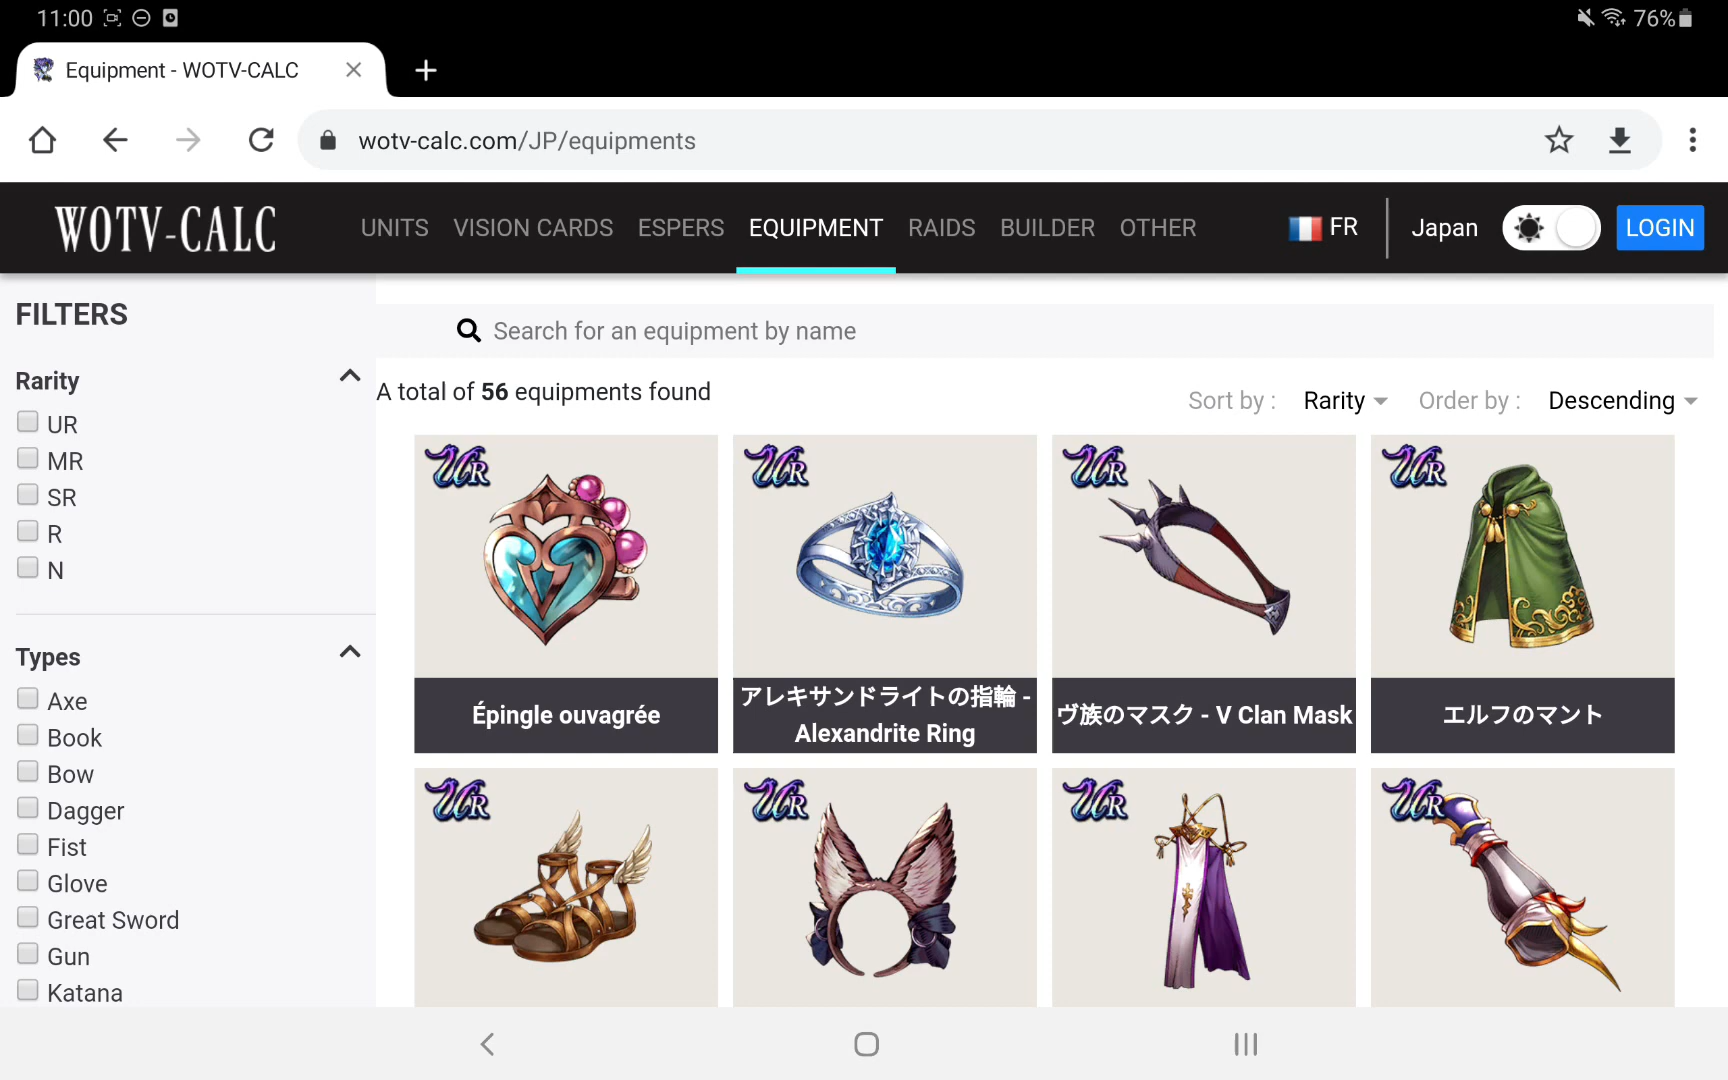 11:00
76%
Equipment - WOTV-CALC
wotv-calc.com/JP/equipments
WOTV-CALC
UNITS
VISION CARDS
ESPERS
EQUIPMENT
RAIDS
BUILDER
OTHER
FR
Japan
LOGIN
FILTERS
Rarity
UR
MR
SR
R
N
Types
Axe
Book
Bow
Dagger
Fist
Glove
Great Sword
Gun
Katana
Search for an equipment by name
A total of 56 equipments found
Sort by :
Rarity
Order by :
Descending
UR
UR
UR
UR
Épingle ouvagrée
アレキサンドライトの指輪 -
Alexandrite Ring
ヴ族のマスク - V Clan Mask
エルフのマント
UR
UR
UR
UR